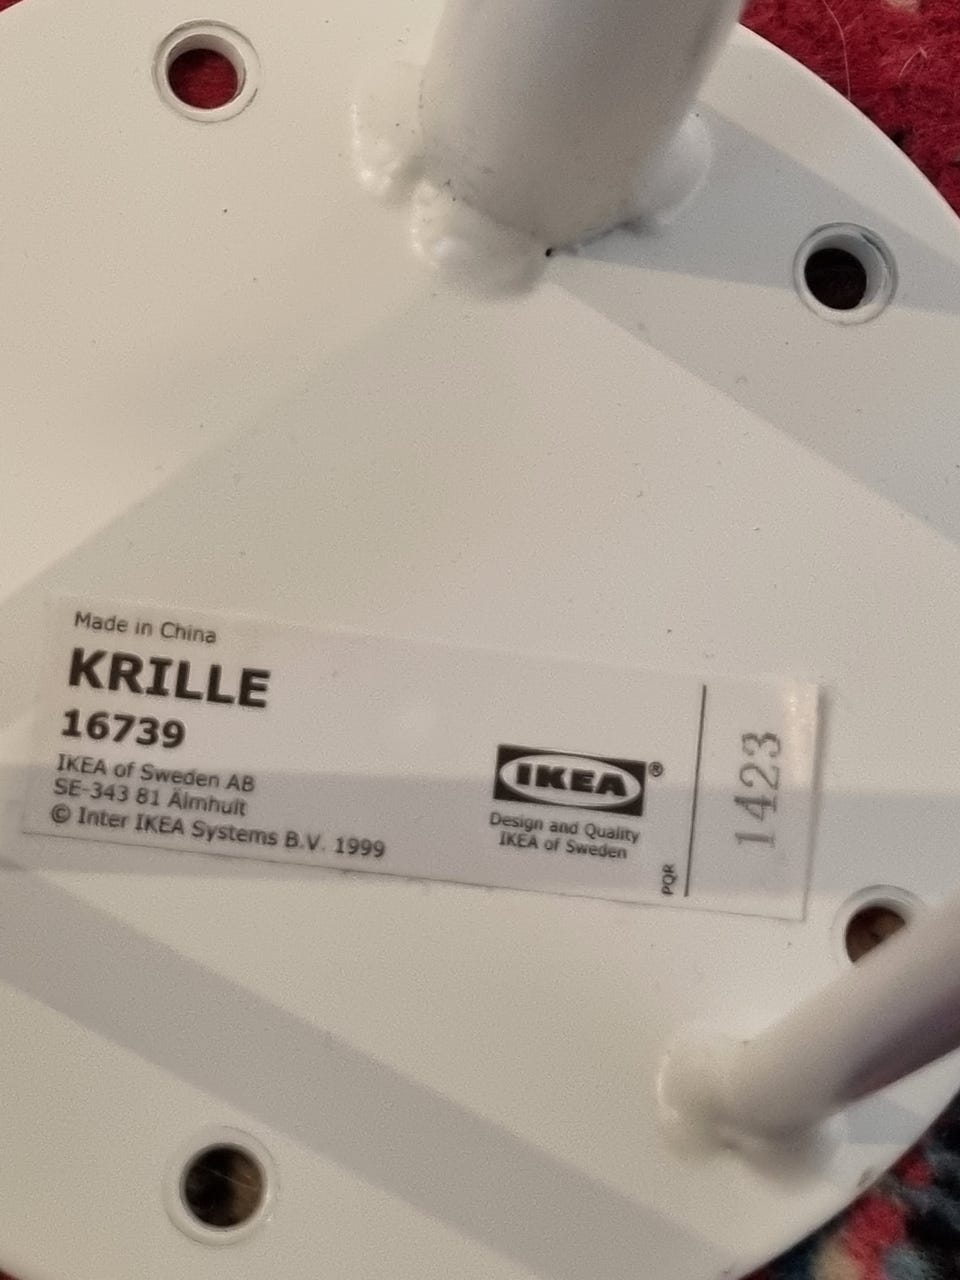 Made in China
KRILLE
16739
IKEA of Sweden AB
SE-343 81 Älmhult
© Inter IKEA Systems B.V. 1999
IKEA®
Design and Quality
IKEA of Sweden
PQR
1423